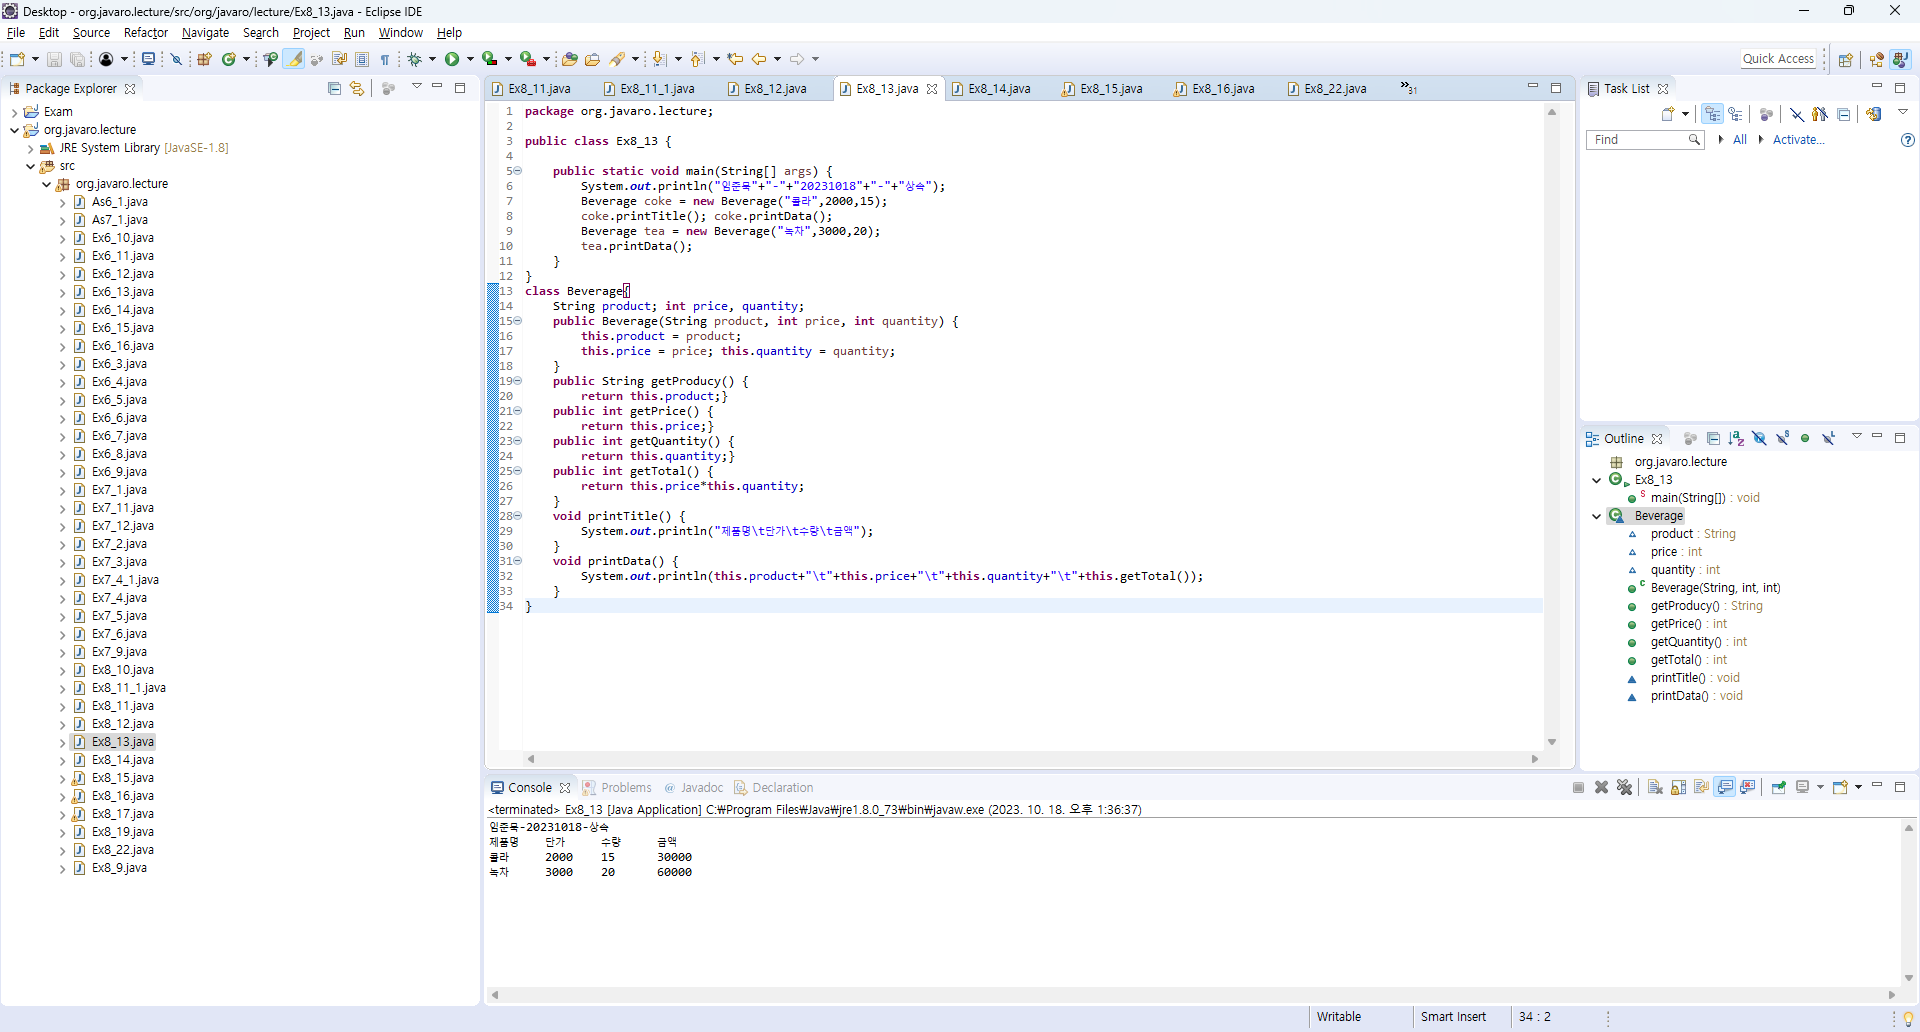 Desktop - org.javaro.lecture/src/org/javaro/lecture/Ex8_13.java - Eclipse IDE
File Edit Source Refactor Navigate Search Project Run Window Help
Quick Access
Package Explorer
Exam
org.javaro.lecture
JRE System Library [JavaSE-1.8]
src
org.javaro.lecture
As6_1.java
As7_1.java
Ex6_10.java
Ex6_11.java
Ex6_12.java
Ex6_13.java
Ex6_14.java
Ex6_15.java
Ex6_16.java
Ex6_3.java
Ex6_4.java
Ex6_5.java
Ex6_6.java
Ex6_7.java
Ex6_8.java
Ex6_9.java
Ex7_1.java
Ex7_11.java
Ex7_12.java
Ex7_2.java
Ex7_3.java
Ex7_4_1.java
Ex7_4.java
Ex7_5.java
Ex7_6.java
Ex7_9.java
Ex8_10.java
Ex8_11_1.java
Ex8_11.java
Ex8_12.java
Ex8_13.java
Ex8_14.java
Ex8_15.java
Ex8_16.java
Ex8_17.java
Ex8_19.java
Ex8_22.java
Ex8_9.java
Ex8_11.java Ex8_11_1.java Ex8_12.java Ex8_13.java Ex8_14.java Ex8_15.java Ex8_16.java Ex8_22.java »31
1 package org.javaro.lecture;
2
3 public class Ex8_13 {
4
5 public static void main(String[] args) {
6 System.out.println("임준묵"+"-"+"20231018"+"-"+"상속");
7 Beverage coke = new Beverage("콜라",2000,15);
8 coke.printTitle(); coke.printData();
9 Beverage tea = new Beverage("녹차",3000,20);
10 tea.printData();
11 }
12 }
13 class Beverage{
14 String product; int price, quantity;
15 public Beverage(String product, int price, int quantity) {
16 this.product = product;
17 this.price = price; this.quantity = quantity;
18 }
19 public String getProducy() {
20 return this.product;}
21 public int getPrice() {
22 return this.price;}
23 public int getQuantity() {
24 return this.quantity;}
25 public int getTotal() {
26 return this.price*this.quantity;
27 }
28 void printTitle() {
29 System.out.println("제품명\t단가\t수량\t금액");
30 }
31 void printData() {
32 System.out.println(this.product+"\t"+this.price+"\t"+this.quantity+"\t"+this.getTotal());
33 }
34 }
Task List
Find All Activate...
Outline
org.javaro.lecture
Ex8_13
main(String[]) : void
Beverage
product : String
price : int
quantity : int
Beverage(String, int, int)
getProducy() : String
getPrice() : int
getQuantity() : int
getTotal() : int
printTitle() : void
printData() : void
Console Problems Javadoc Declaration
<terminated> Ex8_13 [Java Application] C:₩Program Files₩Java₩jre1.8.0_73₩bin₩javaw.exe (2023. 10. 18. 오후 1:36:37)
임준묵-20231018-상속
제품명 단가 수량 금액
콜라 2000 15 30000
녹차 3000 20 60000
Writable Smart Insert 34 : 2